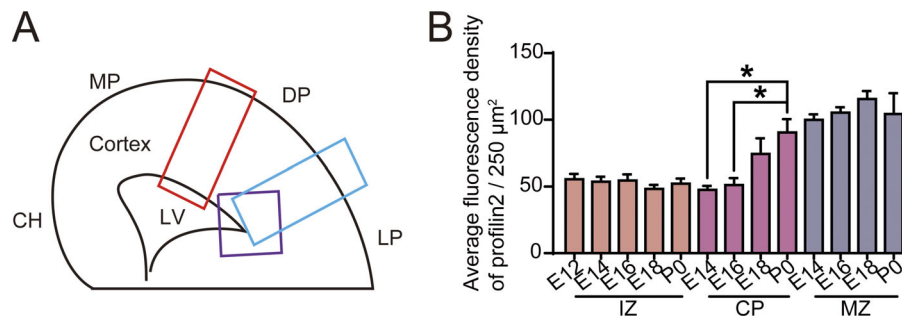 A
MP
DP
Cortex
CH
LV
LP
B
Average fluorescence density
of profilin2 / 250 µm²
150
100
50
0
*
*
E12 E14 E16 E18 P0 E14 E16 E18 P0 E14 E16 E18 P0
IZ CP MZ